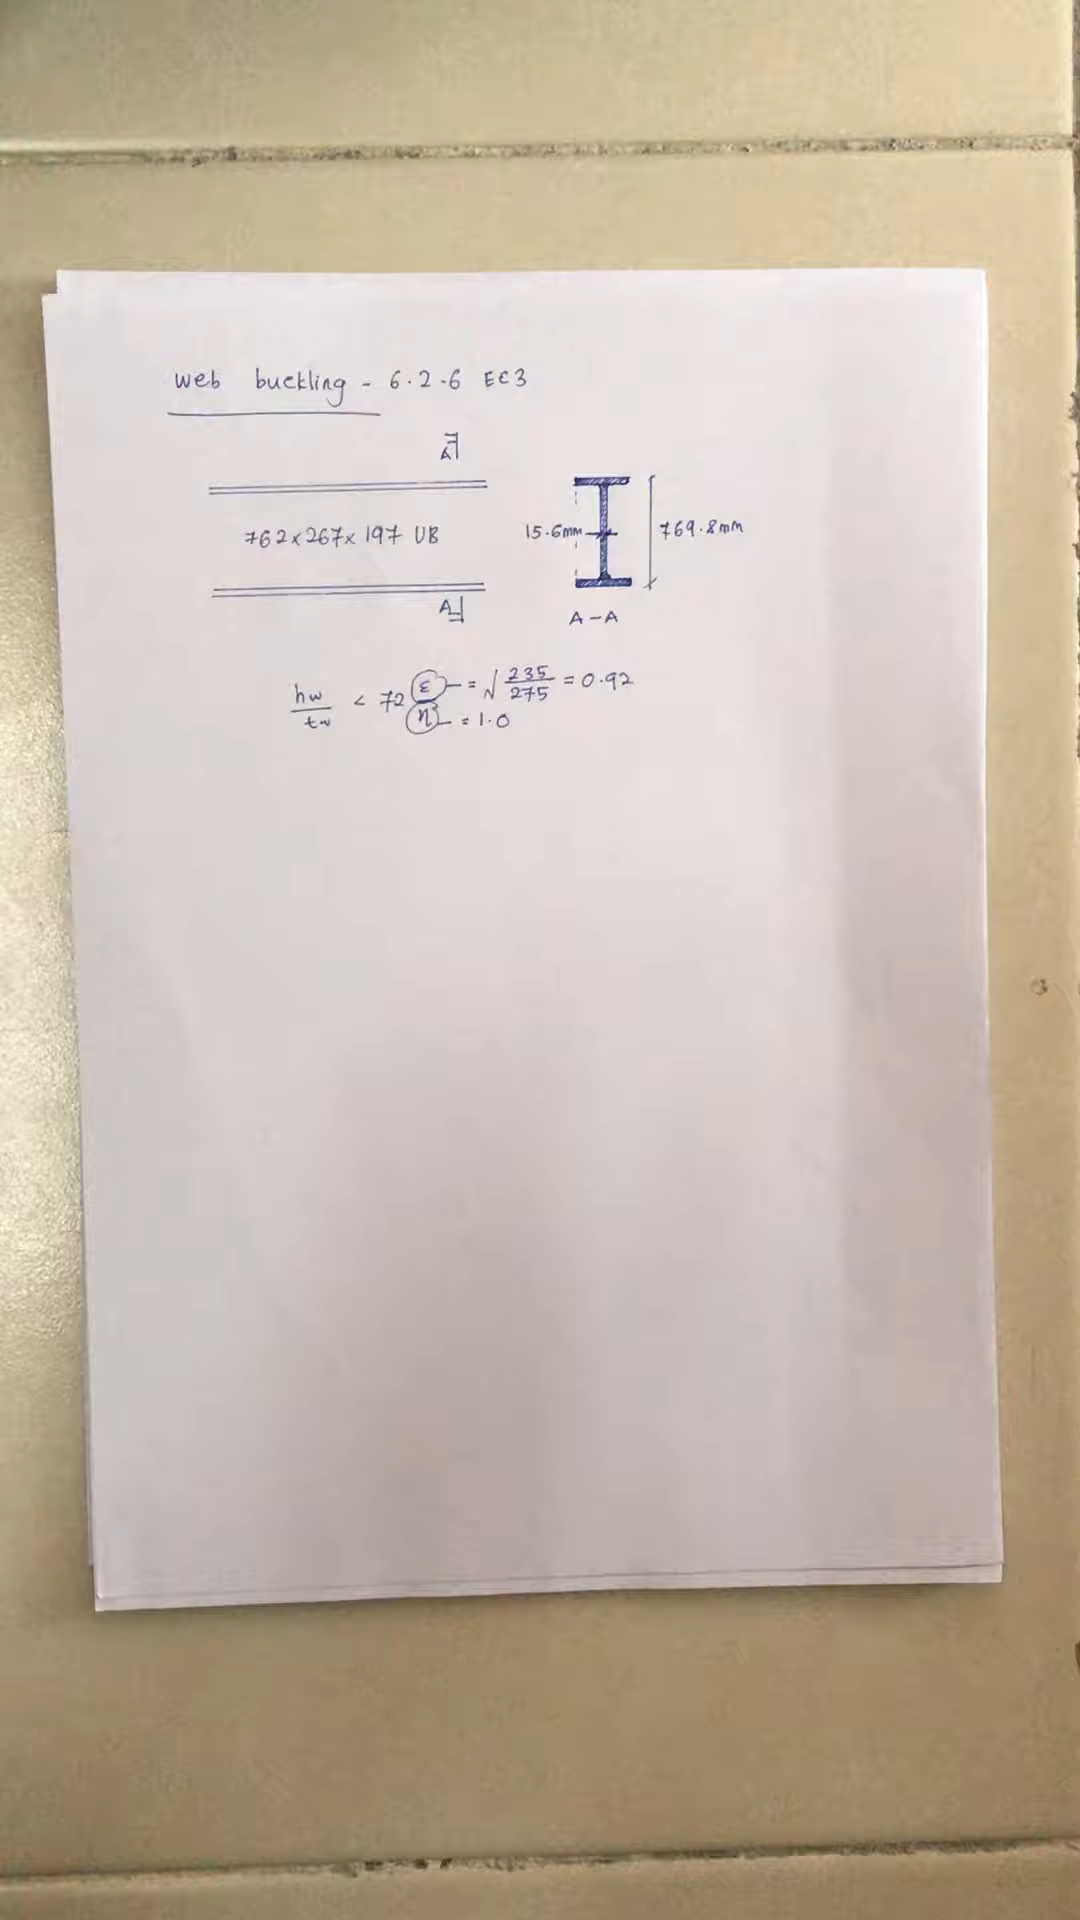 web buckling - 6.2.6 EC3
A
762x267x197 UB
15.6mm
769.8mm
A
A-A
hw/tw < 72 ε/η
ε = √235/275 = 0.92
η = 1.0